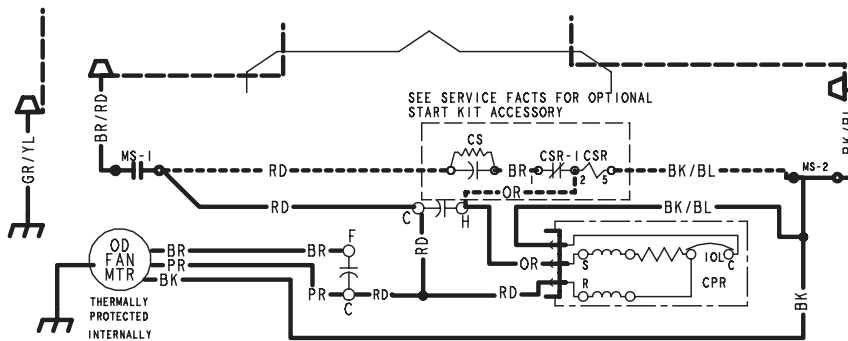 SEE SERVICE FACTS FOR OPTIONAL
START KIT ACCESSORY
GR/YL
BR/RD
MS-1
RD
CS
BR
1
CSR-1
CSR
2
5
BK/BL
MS-2
BK/BL
OR
RD
C
H
BK/BL
RD
OD
FAN
MTR
BR
PR
BK
BR
F
PR
C
RD
OR
RD
S
R
IOL
C
CPR
BK
THERMALLY
PROTECTED
INTERNALLY